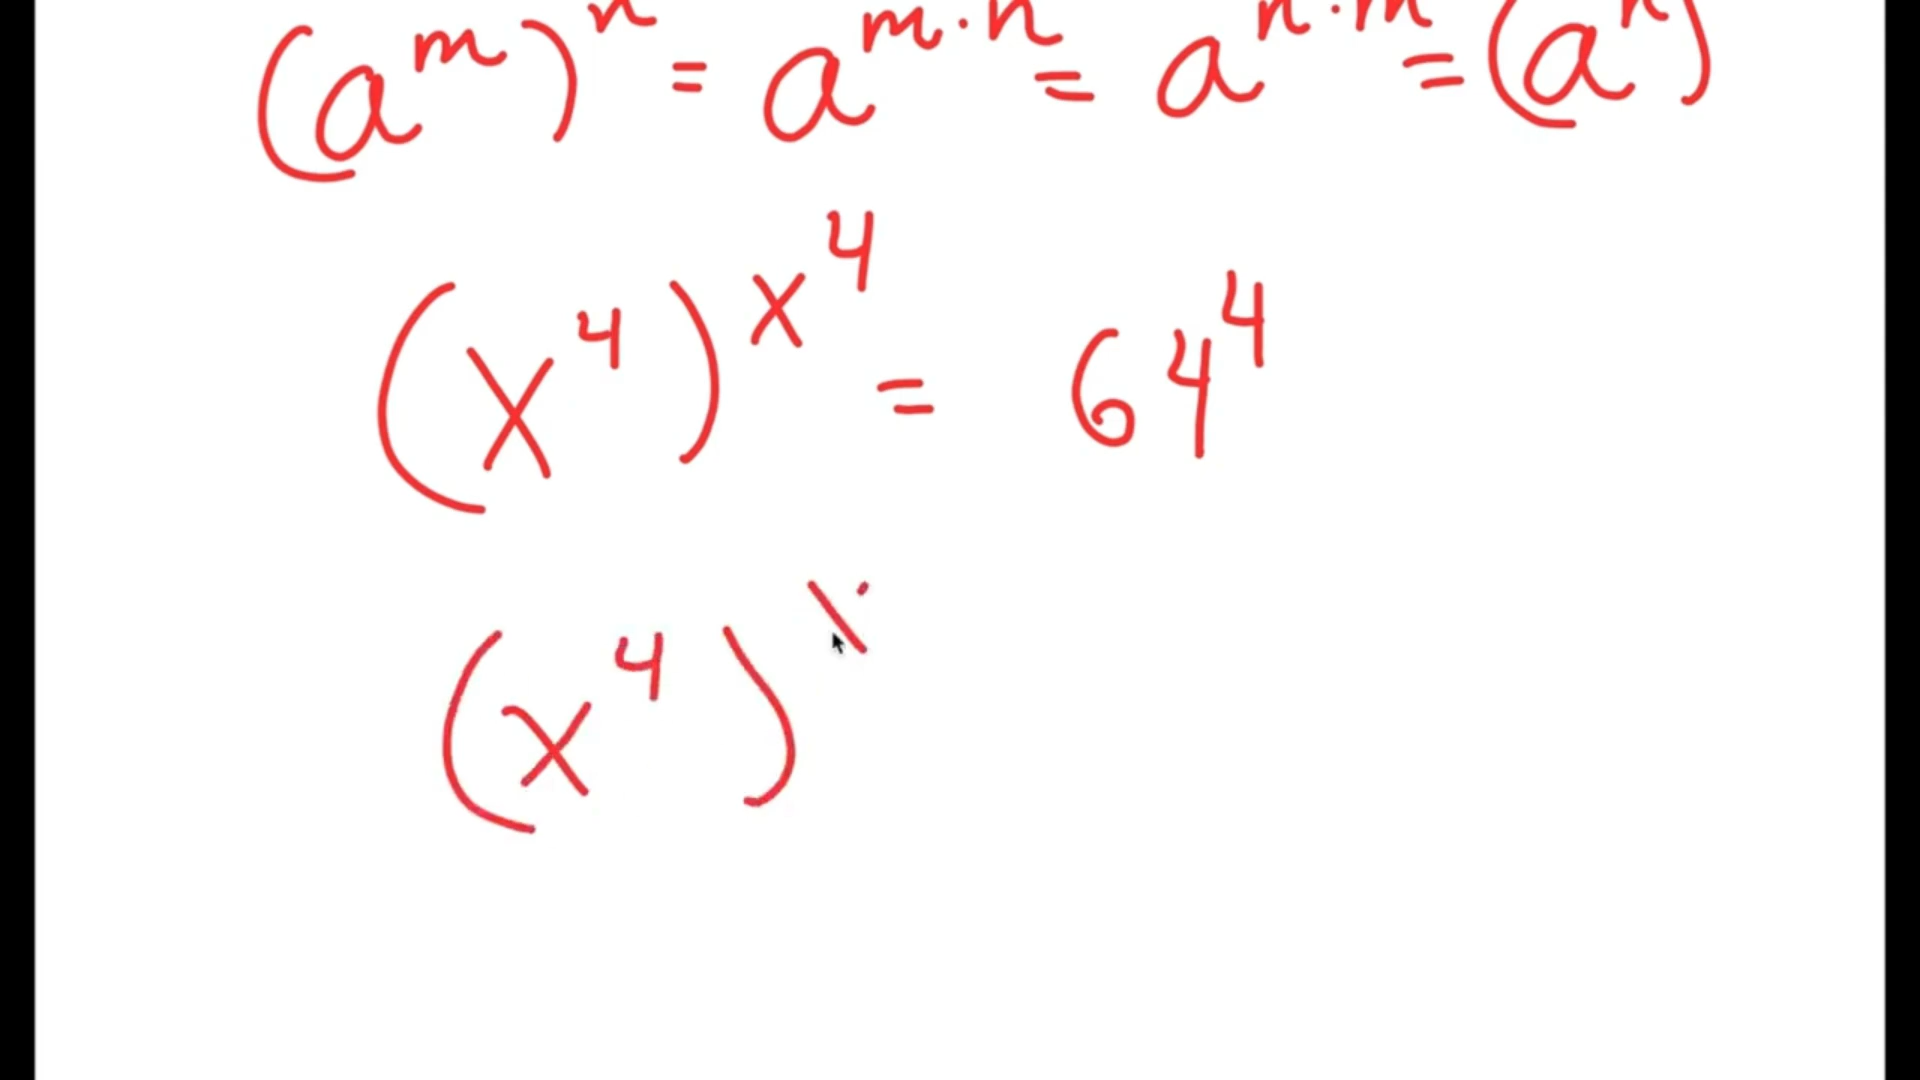 (a^m)^n = a^{m·n} = a^{n·m} = (a^n)
(x^4)^{x^4} = 64^4
(x^4)